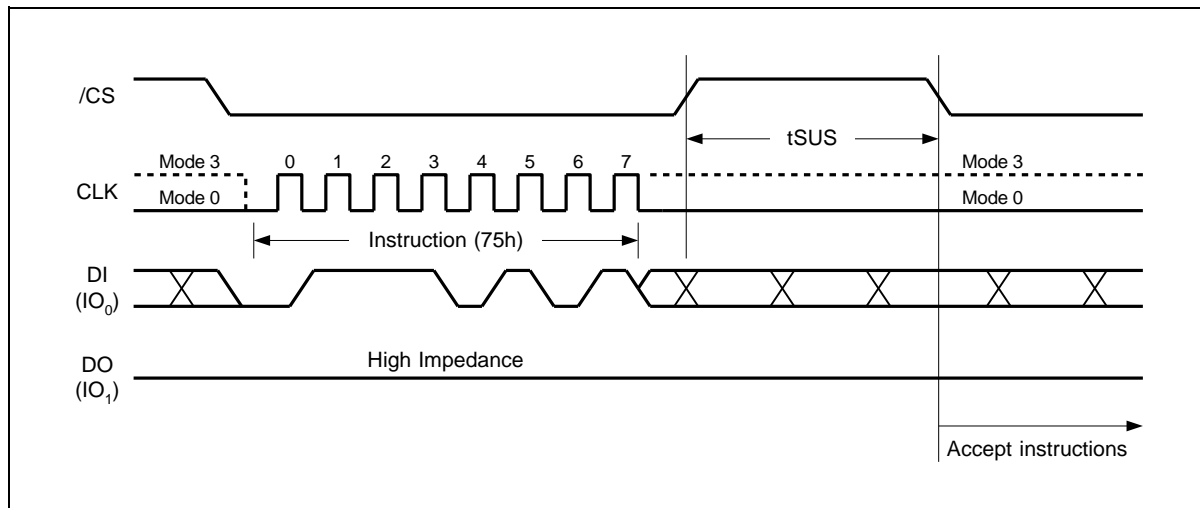 /CS
tSUS
Mode 3 0 1 2 3 4 5 6 7 Mode 3
CLK
Mode 0 Mode 0
Instruction (75h)
DI
(IO₀)
High Impedance
DO
(IO₁)
Accept instructions